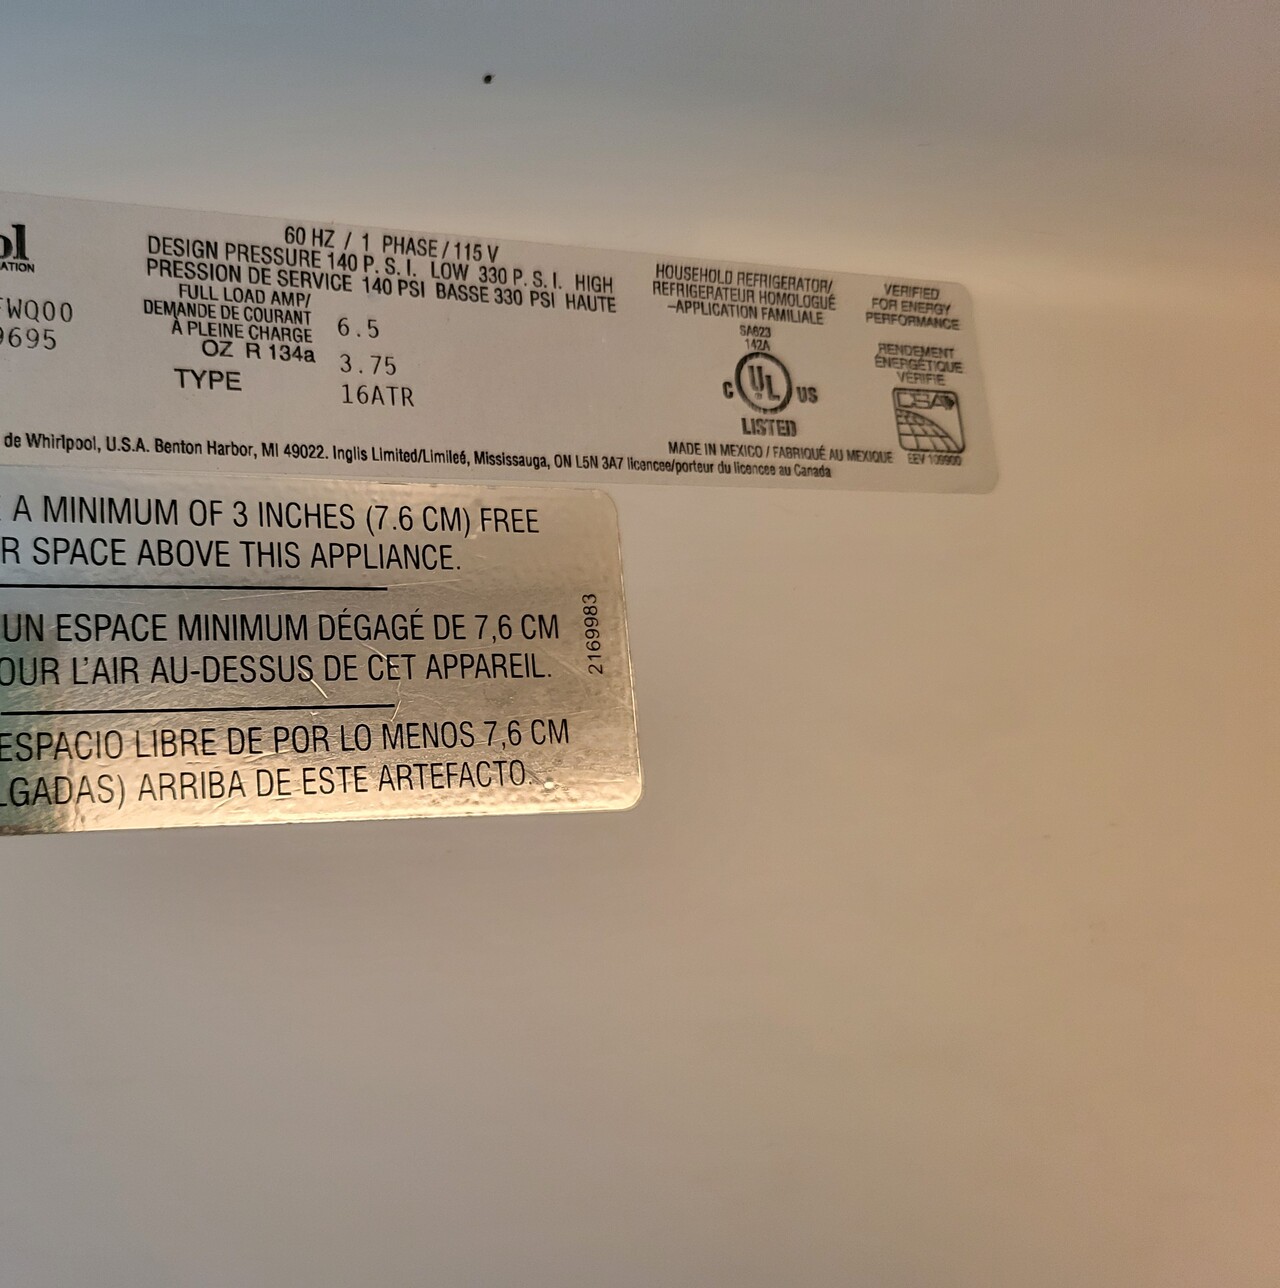 ol
ATION
FWQ00
9695
60 HZ / 1 PHASE / 115 V
DESIGN PRESSURE 140 P. S. I. LOW 330 P. S. I. HIGH
PRESSION DE SERVICE 140 PSI BASSE 330 PSI HAUTE
FULL LOAD AMP/
DEMANDE DE COURANT
À PLEINE CHARGE 6.5
OZ R 134a 3.75
TYPE 16ATR
HOUSEHOLD REFRIGERATOR/
REFRIGERATEUR HOMOLOGUÉ
-APPLICATION FAMILIALE
SA623
142A
C UL US
LISTED
VERIFIED
FOR ENERGY
PERFORMANCE
RENDEMENT
ÉNERGÉTIQUE
VÉRIFIÉ
CSA
EEV 109900
MADE IN MEXICO / FABRIQUÉ AU MEXIQUE
de Whirlpool, U.S.A. Benton Harbor, MI 49022. Inglis Limited/Limileé, Mississauga, ON L5N 3A7 licencee/porteur du licencee au Canada
A MINIMUM OF 3 INCHES (7.6 CM) FREE
R SPACE ABOVE THIS APPLIANCE.
UN ESPACE MINIMUM DÉGAGÉ DE 7,6 CM
OUR L'AIR AU-DESSUS DE CET APPAREIL.
ESPACIO LIBRE DE POR LO MENOS 7,6 CM
LGADAS) ARRIBA DE ESTE ARTEFACTO.
2169983